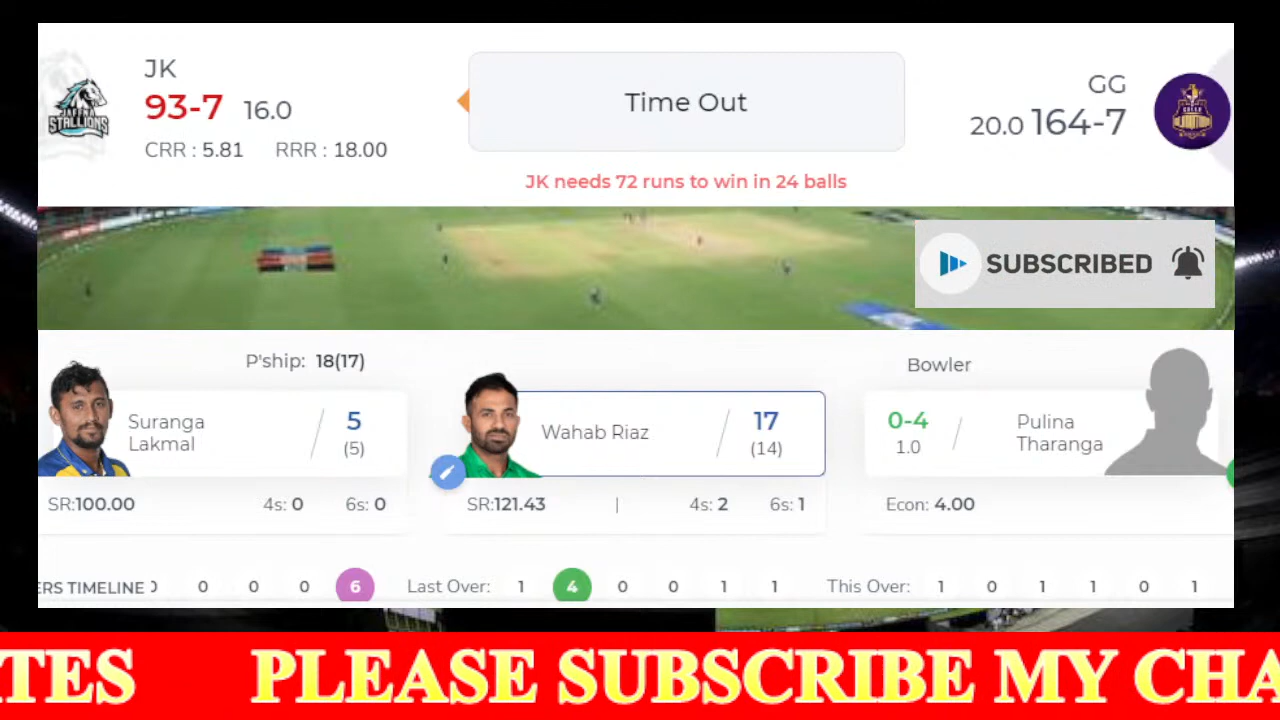 JK
93-7 16.0
CRR : 5.81 RRR : 18.00
JAFFNA
STALLIONS
Time Out
JK needs 72 runs to win in 24 balls
GG
20.0 164-7
SUBSCRIBED
P'ship: 18(17)
Suranga
Lakmal
5
(5)
SR:100.00 4s: 0 6s: 0
Wahab Riaz
17
(14)
SR:121.43 | 4s: 2 6s: 1
Bowler
0-4
1.0
Pulina
Tharanga
Econ: 4.00
ERS TIMELINE 0 0 0 0 6 Last Over: 1 4 0 0 1 1 This Over: 1 0 1 1 0 1
TES PLEASE SUBSCRIBE MY CHA